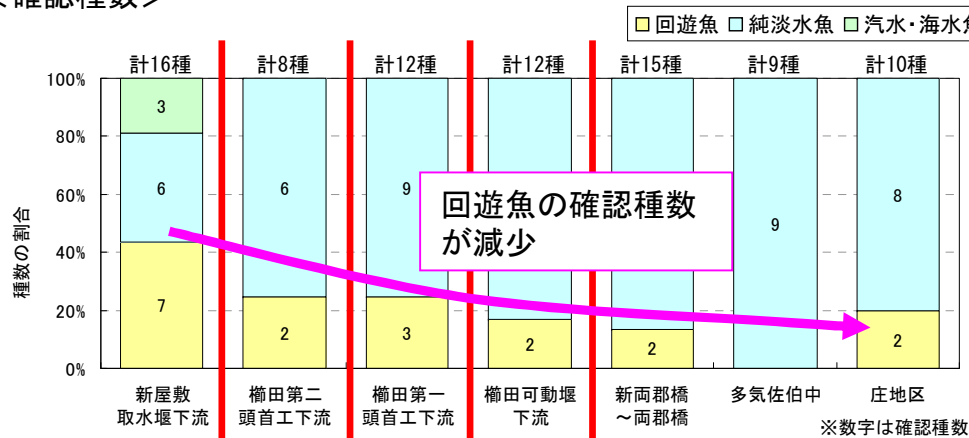 確認種数>
回遊魚 純淡水魚 汽水・海水魚
計16種 計8種 計12種 計12種 計15種 計9種 計10種
種数の割合
100%
80%
60%
40%
20%
0%
3
6 6 9 9 8
7 2 3 2 2 2
回遊魚の確認種数
が減少
新屋敷
取水堰下流
櫛田第二
頭首工下流
櫛田第一
頭首工下流
櫛田可動堰
下流
新両郡橋
～両郡橋
多気佐伯中
庄地区
※数字は確認種数